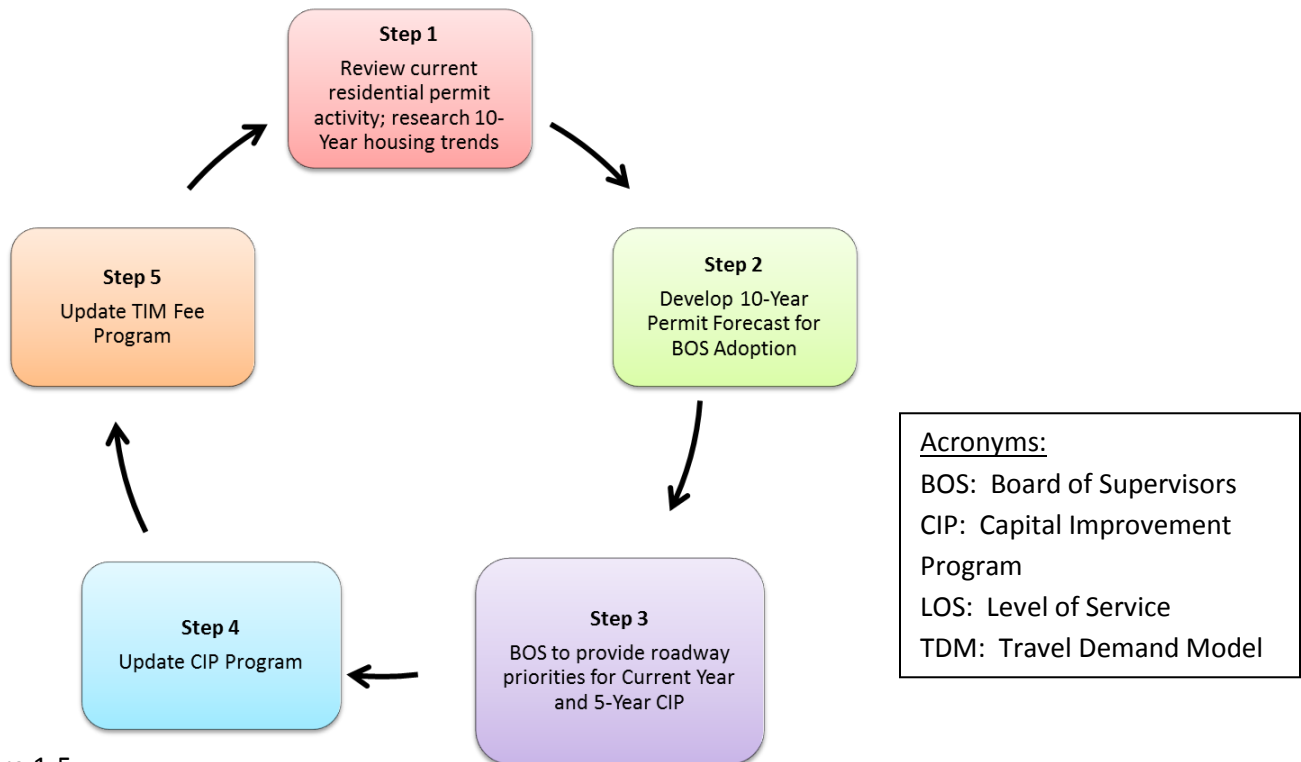 Step 1
Review current
residential permit
activity; research 10-
Year housing trends
Step 2
Develop 10-Year
Permit Forecast for
BOS Adoption
Step 3
BOS to provide roadway
priorities for Current Year
and 5-Year CIP
Step 4
Update CIP Program
Step 5
Update TIM Fee
Program
Acronyms:
BOS: Board of Supervisors
CIP: Capital Improvement
Program
LOS: Level of Service
TDM: Travel Demand Model